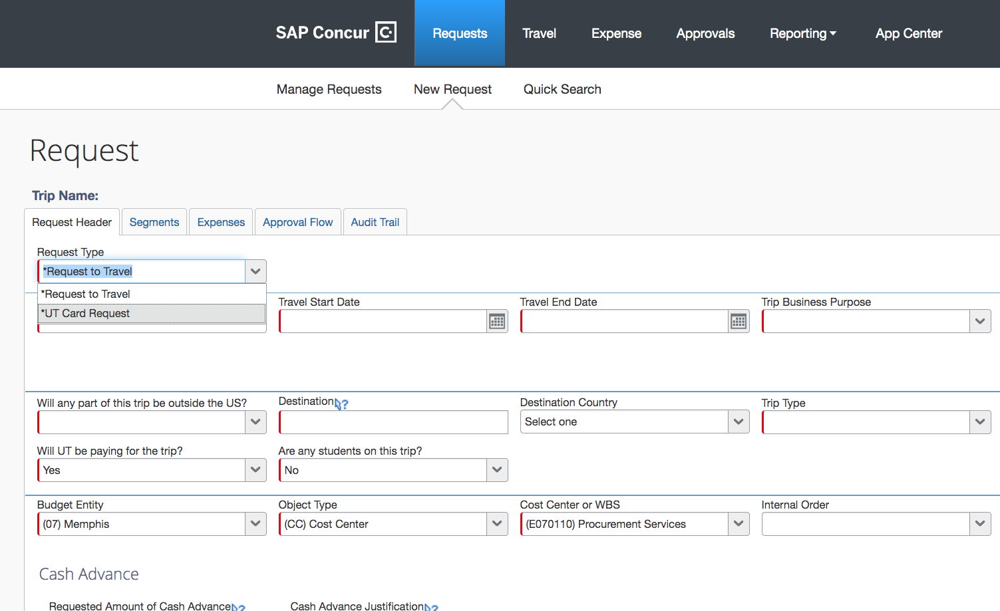 SAP Concur C.
Requests Travel Expense Approvals Reporting App Center
Manage Requests New Request Quick Search
Request
Trip Name:
Request Header Segments Expenses Approval Flow Audit Trail
Request Type
*Request to Travel
*Request to Travel
*UT Card Request
Travel Start Date Travel End Date Trip Business Purpose
Will any part of this trip be outside the US? Destination ? Destination Country Trip Type
Select one
Will UT be paying for the trip? Are any students on this trip?
Yes No
Budget Entity Object Type Cost Center or WBS Internal Order
(07) Memphis (CC) Cost Center (E070110) Procurement Services
Cash Advance
Requested Amount of Cash Advance ? Cash Advance Justification ?